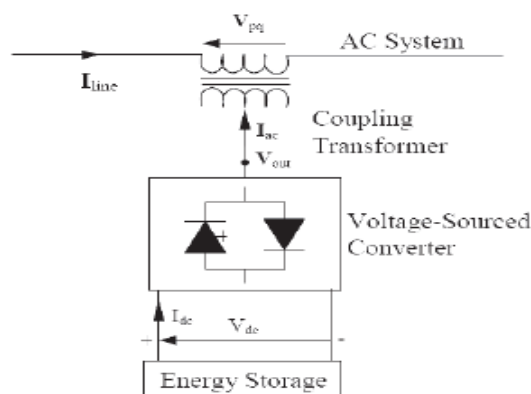 Vpq
AC System
Iline
Iac
Coupling
Transformer
Vout
Voltage-Sourced
Converter
+
Idc
+ Vdc -
Energy Storage